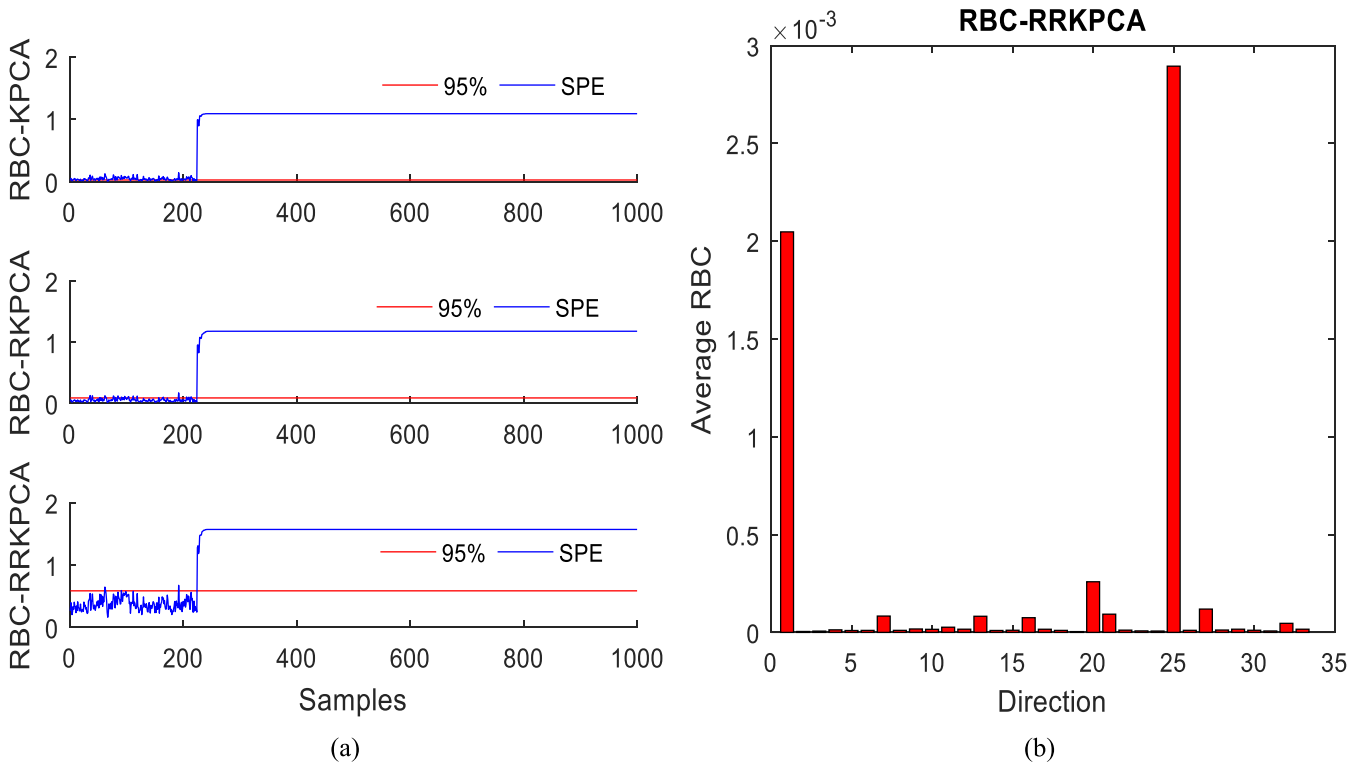 RBC-KPCA
2
1
0
95%
SPE
0 200 400 600 800 1000
RBC-RKPCA
2
1
0
95%
SPE
0 200 400 600 800 1000
RBC-RRKPCA
2
1
0
95%
SPE
0 200 400 600 800 1000
Samples
(a)
RBC-RRKPCA
×10⁻³
Average RBC
3
2.5
2
1.5
1
0.5
0
0 5 10 15 20 25 30 35
Direction
(b)